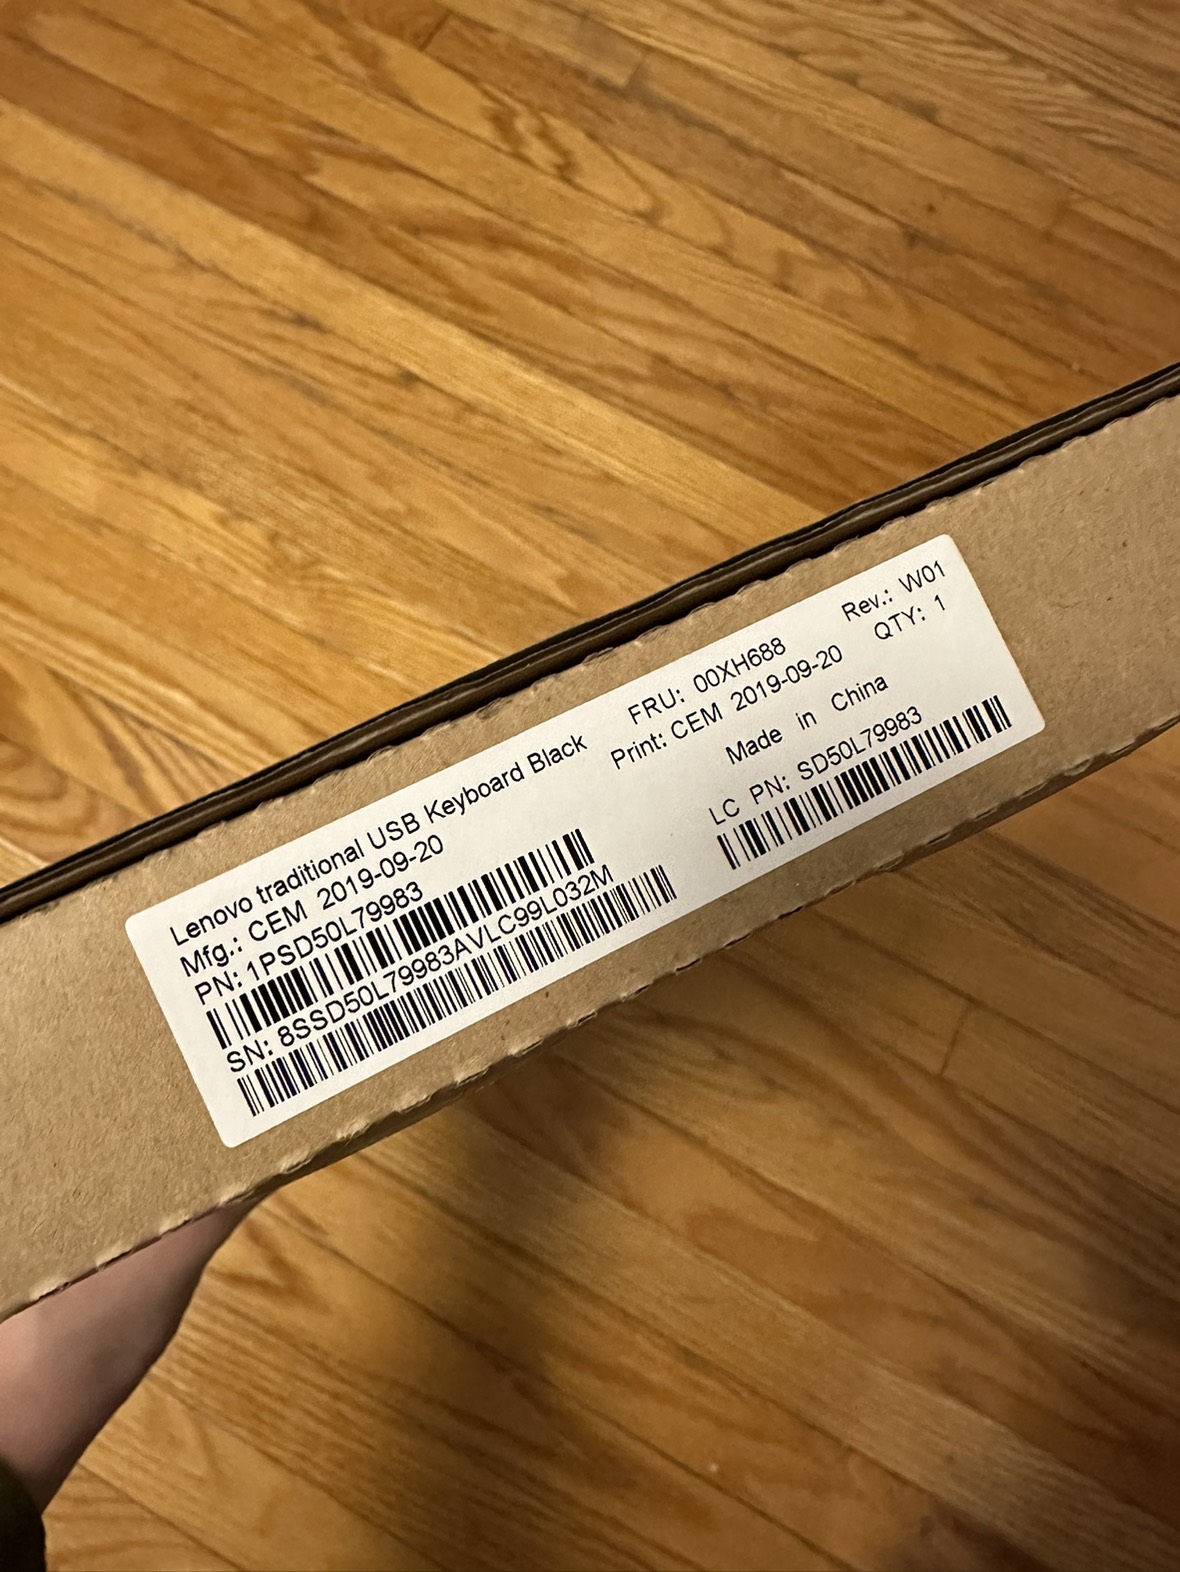 Lenovo traditional USB Keyboard Black
Mfg.: CEM 2019-09-20
PN: 1PSD50L79983
SN: 8SSD50L79983AVLC99L032M
FRU: 00XH688
Rev.: W01
Print: CEM 2019-09-20
QTY: 1
Made in China
LC PN: SD50L79983